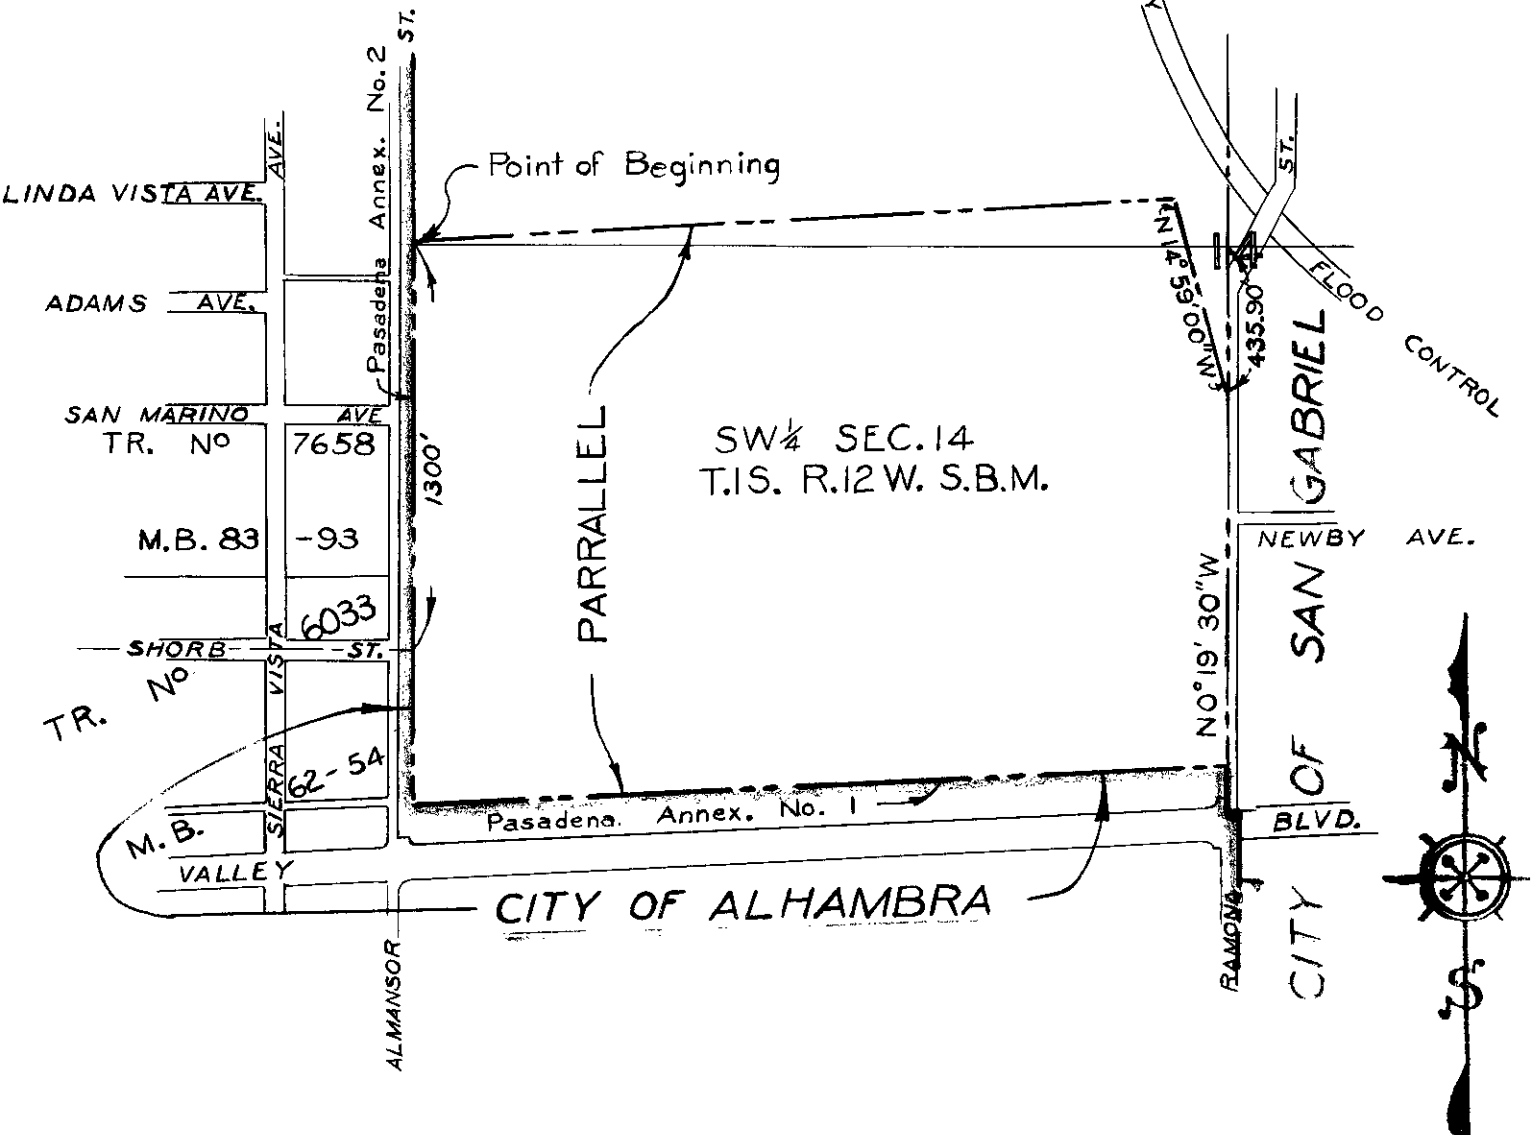 ST.
Pasadena Annex. No. 2
AVE.
Point of Beginning
ST.
LINDA VISTA AVE.
N 14° 59' 00" W
435.90
FLOOD CONTROL
ADAMS AVE.
SAN MARINO AVE
TR. Nº 7658
1300'
PARRALLEL
SW¼ SEC. 14
T.1S. R.12W. S.B.M.
M.B. 83 -93
NEWBY AVE.
N0° 19' 30" W
6033
SHORB ST.
TR. Nº
SIERRA VISTA
62-54
M.B.
Pasadena. Annex. No. 1
BLVD.
VALLEY
CITY OF ALHAMBRA
RAMONA
CITY OF SAN GABRIEL
ALMANSOR
N
S